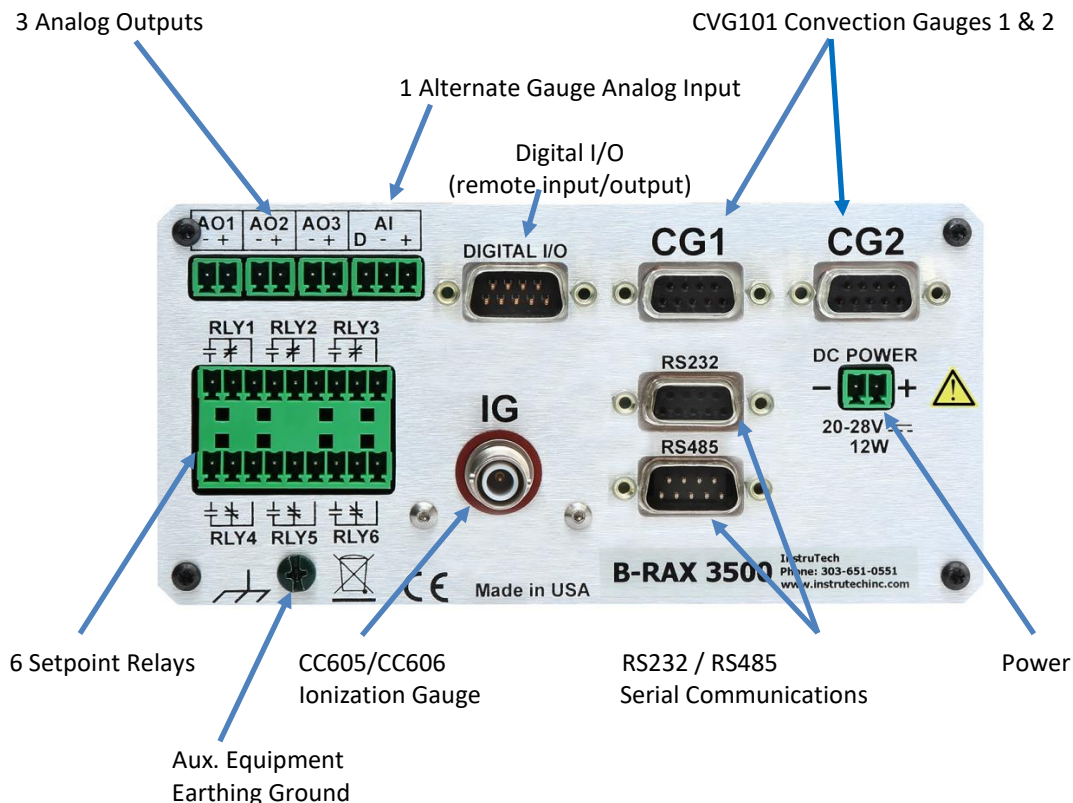 3 Analog Outputs
CVG101 Convection Gauges 1 & 2
1 Alternate Gauge Analog Input
Digital I/O
(remote input/output)
AO1 AO2 AO3 AI
- + - + - + D - +
DIGITAL I/O
CG1
CG2
RLY1 RLY2 RLY3
RS232
DC POWER
- +
IG
20-28V
12W
RS485
RLY4 RLY5 RLY6
B-RAX 3500
InstruTech
Phone: 303-651-0551
www.instrutechinc.com
CE
Made in USA
6 Setpoint Relays
CC605/CC606
Ionization Gauge
RS232 / RS485
Serial Communications
Power
Aux. Equipment
Earthing Ground